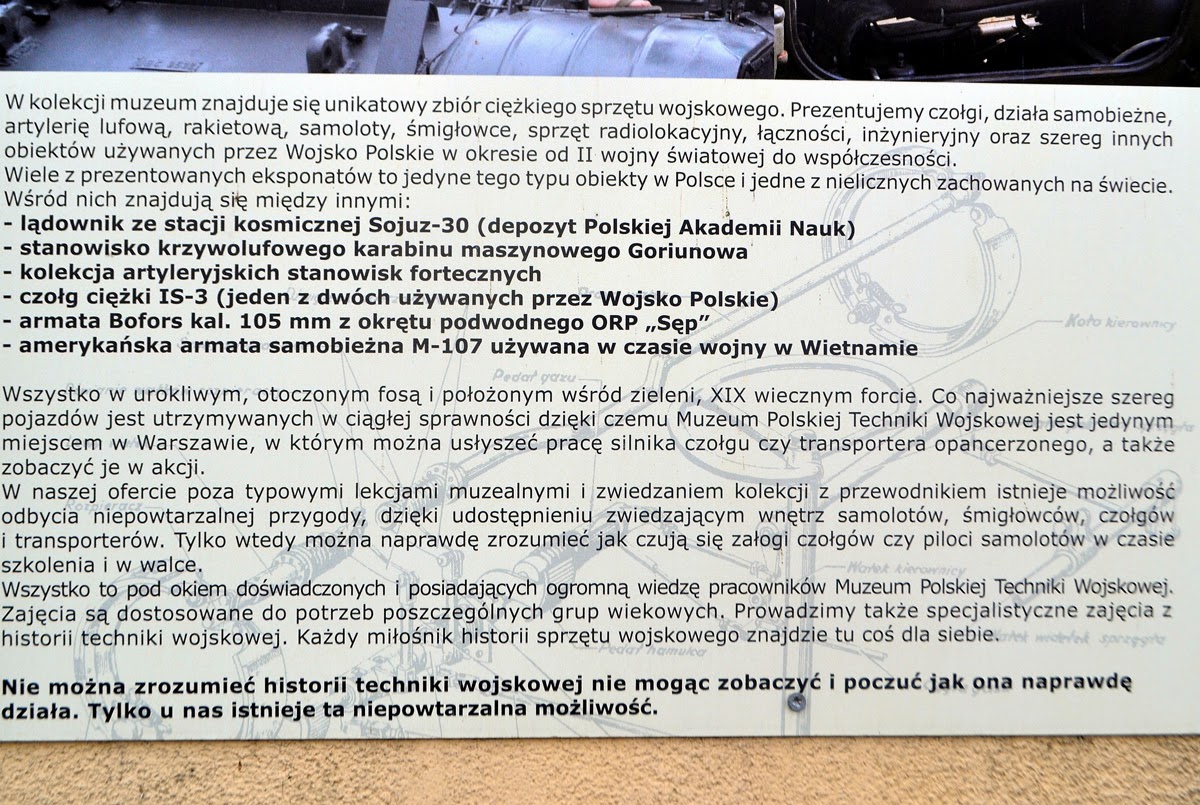 W kolekcji muzeum znajduje się unikatowy zbiór ciężkiego sprzętu wojskowego. Prezentujemy czołgi, działa samobieżne,
artylerię lufową, rakietową, samoloty, śmigłowce, sprzęt radiolokacyjny, łączności, inżynieryjny oraz szereg innych
obiektów używanych przez Wojsko Polskie w okresie od II wojny światowej do współczesności.
Wiele z prezentowanych eksponatów to jedyne tego typu obiekty w Polsce i jedne z nielicznych zachowanych na świecie.
Wśród nich znajdują się między innymi:
- lądownik ze stacji kosmicznej Sojuz-30 (depozyt Polskiej Akademii Nauk)
- stanowisko krzywolufowego karabinu maszynowego Goriunowa
- kolekcja artyleryjskich stanowisk fortecznych
- czołg ciężki IS-3 (jeden z dwóch używanych przez Wojsko Polskie)
- armata Bofors kal. 105 mm z okrętu podwodnego ORP „Sęp”
- amerykańska armata samobieżna M-107 używana w czasie wojny w Wietnamie
Koło kierownicy
Pedał gazu
Wszystko w urokliwym, otoczonym fosą i położonym wśród zieleni, XIX wiecznym forcie. Co najważniejsze szereg
pojazdów jest utrzymywanych w ciągłej sprawności dzięki czemu Muzeum Polskiej Techniki Wojskowej jest jedynym
miejscem w Warszawie, w którym można usłyszeć pracę silnika czołgu czy transportera opancerzonego, a także
zobaczyć je w akcji.
W naszej ofercie poza typowymi lekcjami muzealnymi i zwiedzaniem kolekcji z przewodnikiem istnieje możliwość
odbycia niepowtarzalnej przygody, dzięki udostępnieniu zwiedzającym wnętrz samolotów, śmigłowców, czołgów
i transporterów. Tylko wtedy można naprawdę zrozumieć jak czują się załogi czołgów czy piloci samolotów w czasie
szkolenia i w walce.
Wałek kierownicy
Wszystko to pod okiem doświadczonych i posiadających ogromną wiedzę pracowników Muzeum Polskiej Techniki Wojskowej.
Zajęcia są dostosowane do potrzeb poszczególnych grup wiekowych. Prowadzimy także specjalistyczne zajęcia z
historii techniki wojskowej. Każdy miłośnik historii sprzętu wojskowego znajdzie tu coś dla siebie.
Pedał hamulca
Nie można zrozumieć historii techniki wojskowej nie mogąc zobaczyć i poczuć jak ona naprawdę
działa. Tylko u nas istnieje ta niepowtarzalna możliwość.